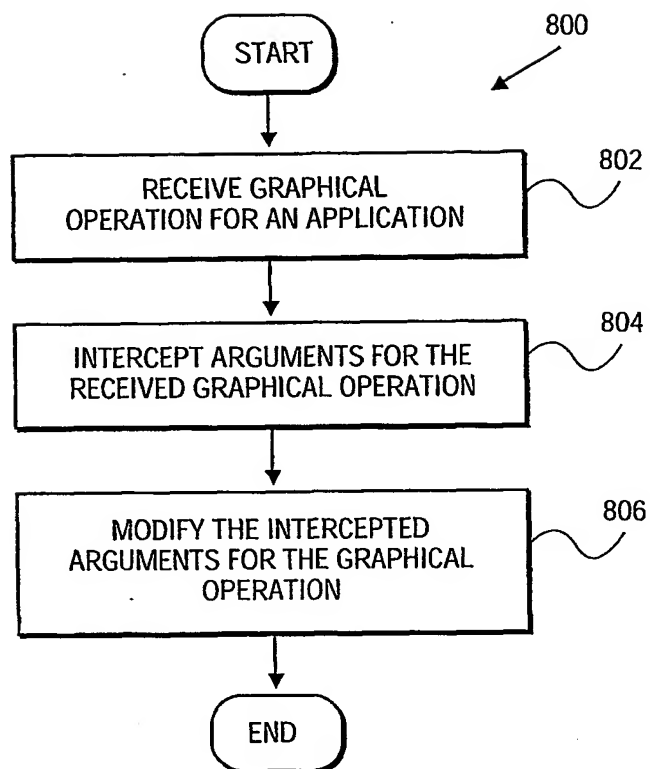 START
800
RECEIVE GRAPHICAL
OPERATION FOR AN APPLICATION
802
INTERCEPT ARGUMENTS FOR THE
RECEIVED GRAPHICAL OPERATION
804
MODIFY THE INTERCEPTED
ARGUMENTS FOR THE GRAPHICAL
OPERATION
806
END